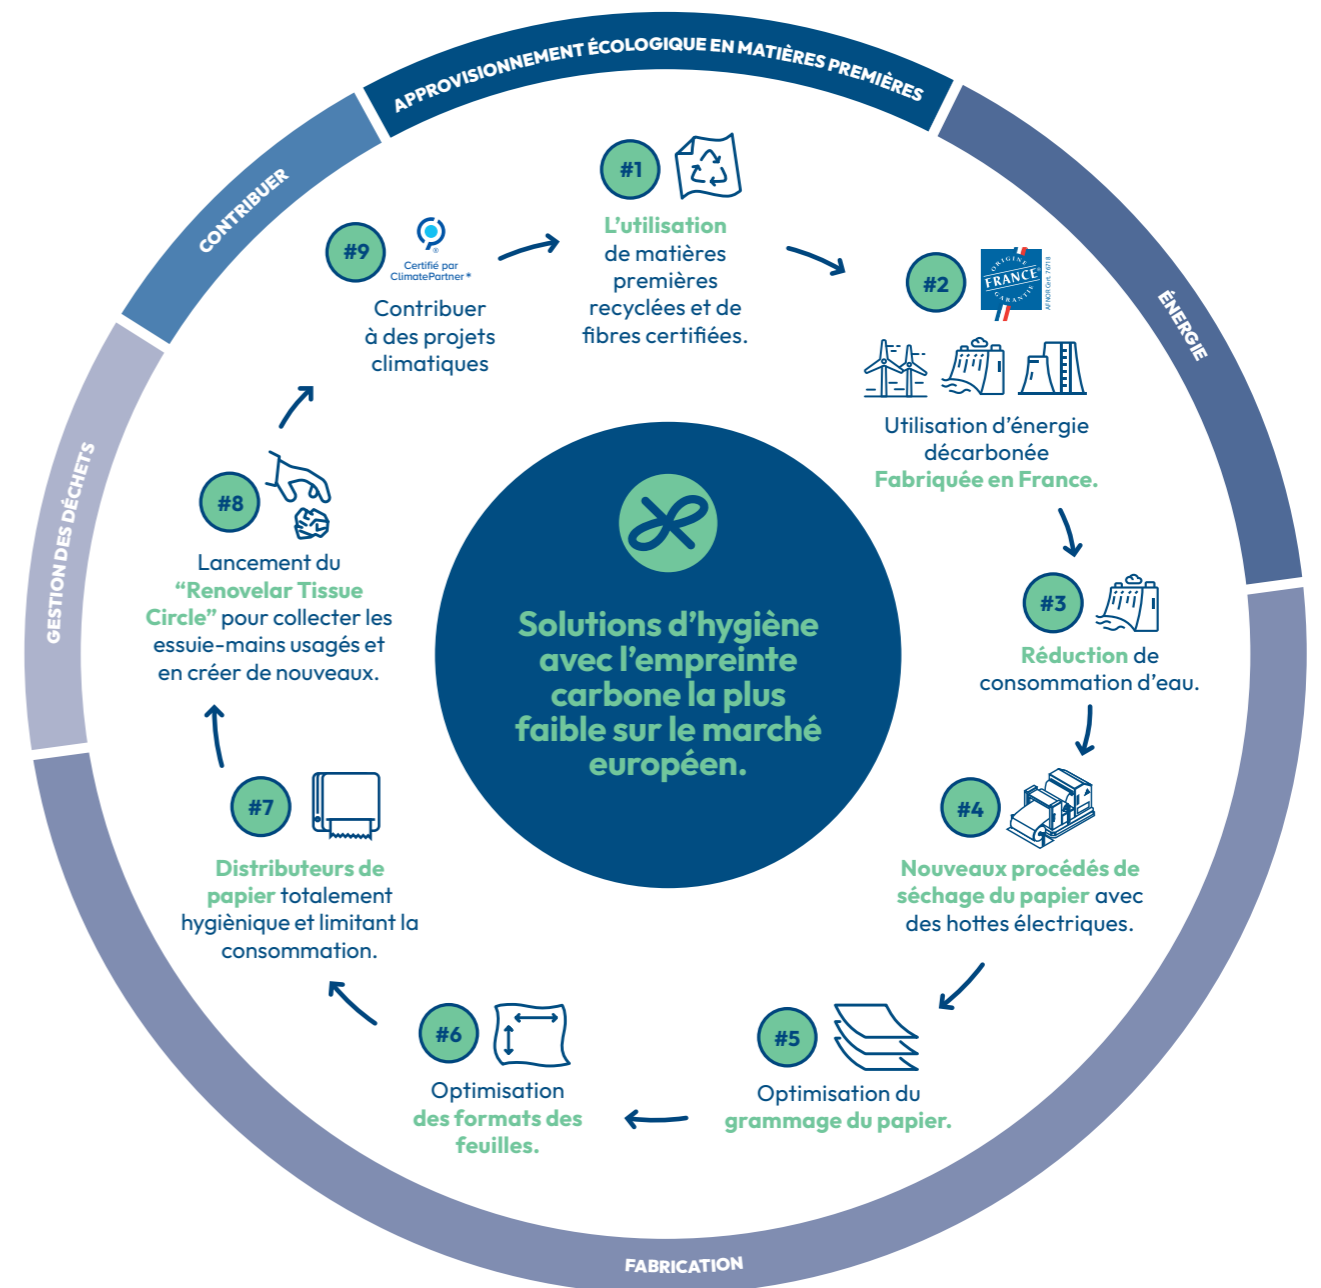 APPROVISIONNEMENT ÉCOLOGIQUE EN MATIÈRES PREMIÈRES
#1
L’utilisation
de matières
premières
recyclées et de
fibres certifiées.
ÉNERGIE
#2
ORIGINE
FRANCE®
GARANTIE
AFNOR Cert. 76718
Utilisation d’énergie
décarbonée
Fabriquée en France.
#3
Réduction de
consommation d’eau.
#4
Nouveaux procédés de
séchage du papier avec
des hottes électriques.
#5
Optimisation du
grammage du papier.
#6
Optimisation
des formats des
feuilles.
FABRICATION
#7
Distributeurs de
papier totalement
hygiènique et limitant la
consommation.
GESTION DES DÉCHETS
#8
Lancement du
“Renovelar Tissue
Circle” pour collecter les
essuie-mains usagés et
en créer de nouveaux.
CONTRIBUER
#9
®
Certifié par
ClimatePartner*
Contribuer
à des projets
climatiques
Solutions d’hygiène
avec l’empreinte
carbone la plus
faible sur le marché
européen.